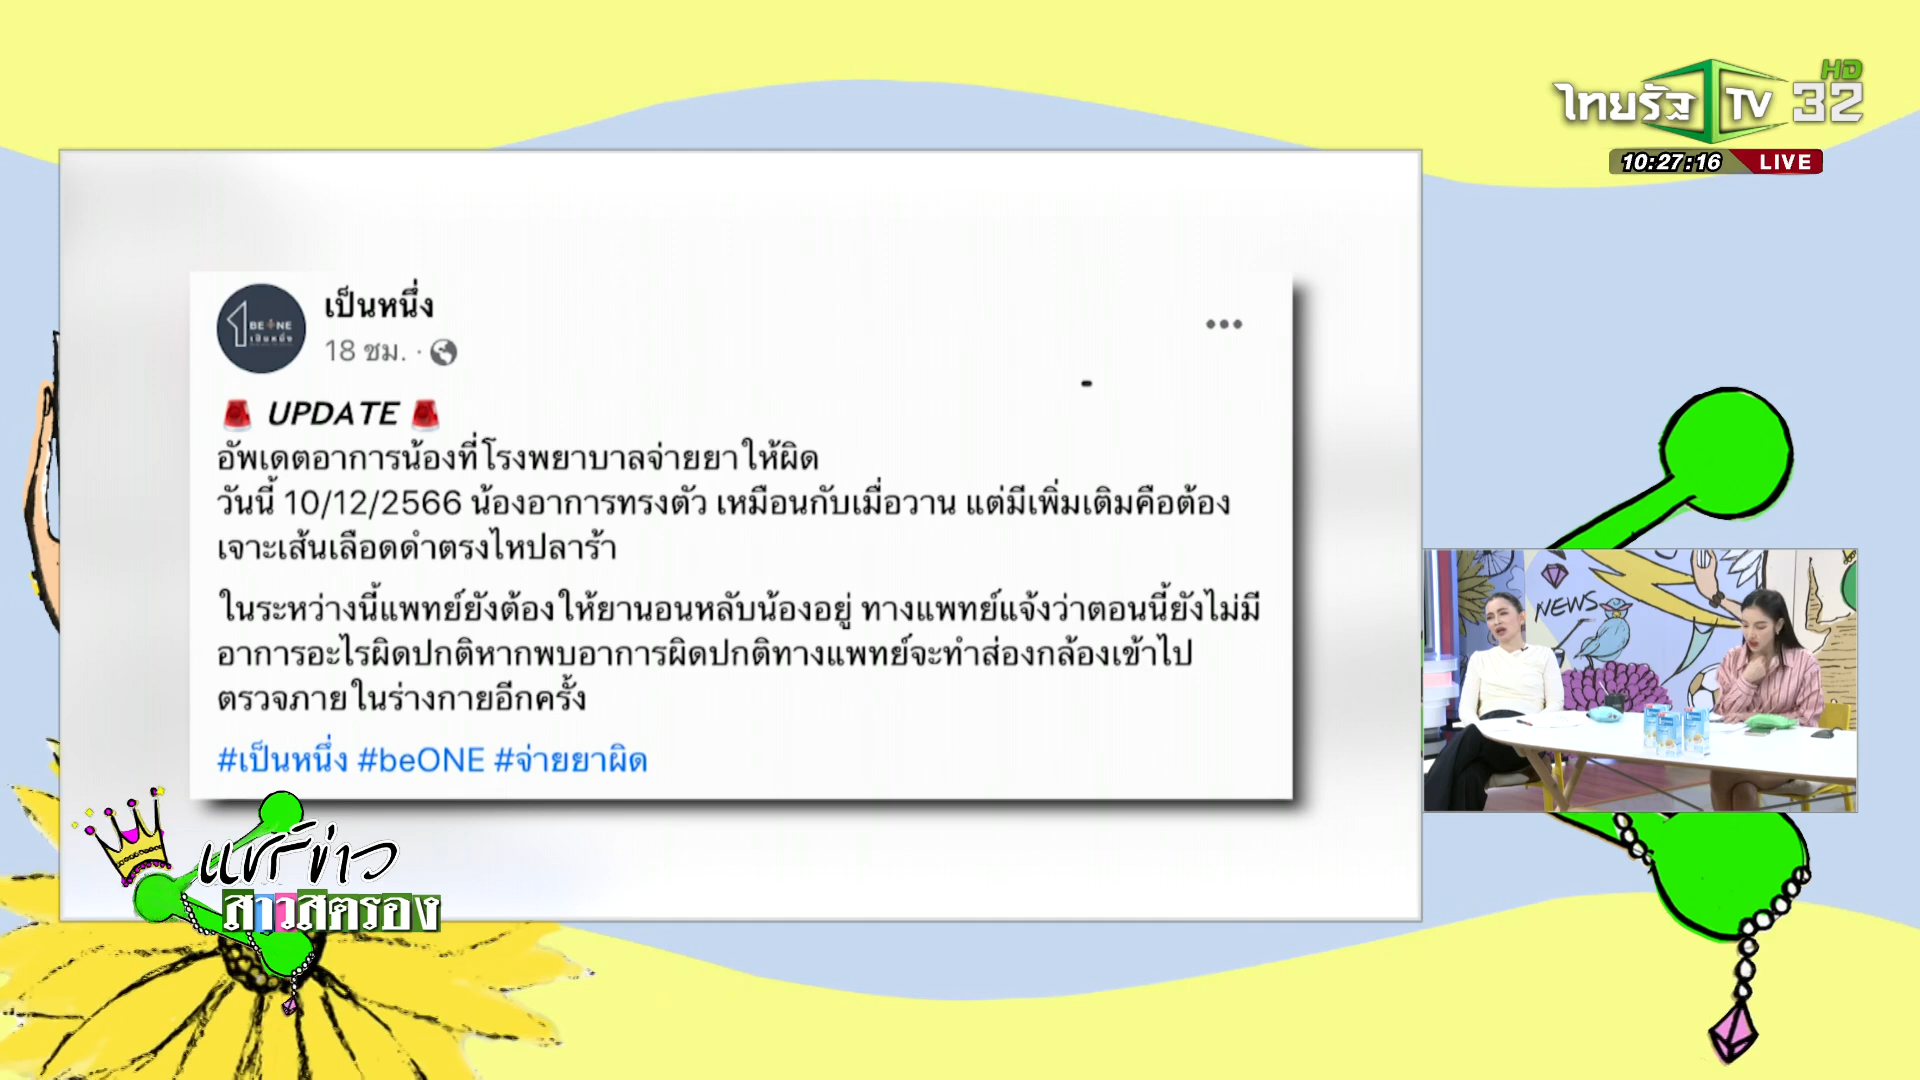 ไทยรัฐ TV HD 32
10:27:16 LIVE
เป็นหนึ่ง
BE NE
เป็นหนึ่ง
18 ชม.
UPDATE
อัพเดตอาการน้องที่โรงพยาบาลจ่ายยาให้ผิด
วันนี้ 10/12/2566 น้องอาการทรงตัว เหมือนกับเมื่อวาน แต่มีเพิ่มเติมคือต้อง
เจาะเส้นเลือดดำตรงไหปลาร้า
ในระหว่างนี้แพทย์ยังต้องให้ยานอนหลับน้องอยู่ ทางแพทย์แจ้งว่าตอนนี้ยังไม่มี
อาการอะไรผิดปกติหากพบอาการผิดปกติทางแพทย์จะทำส่องกล้องเข้าไป
ตรวจภายในร่างกายอีกครั้ง
#เป็นหนึ่ง #beONE #จ่ายยาผิด
NEWS
แชร์ข่าว
สาวสตรอง